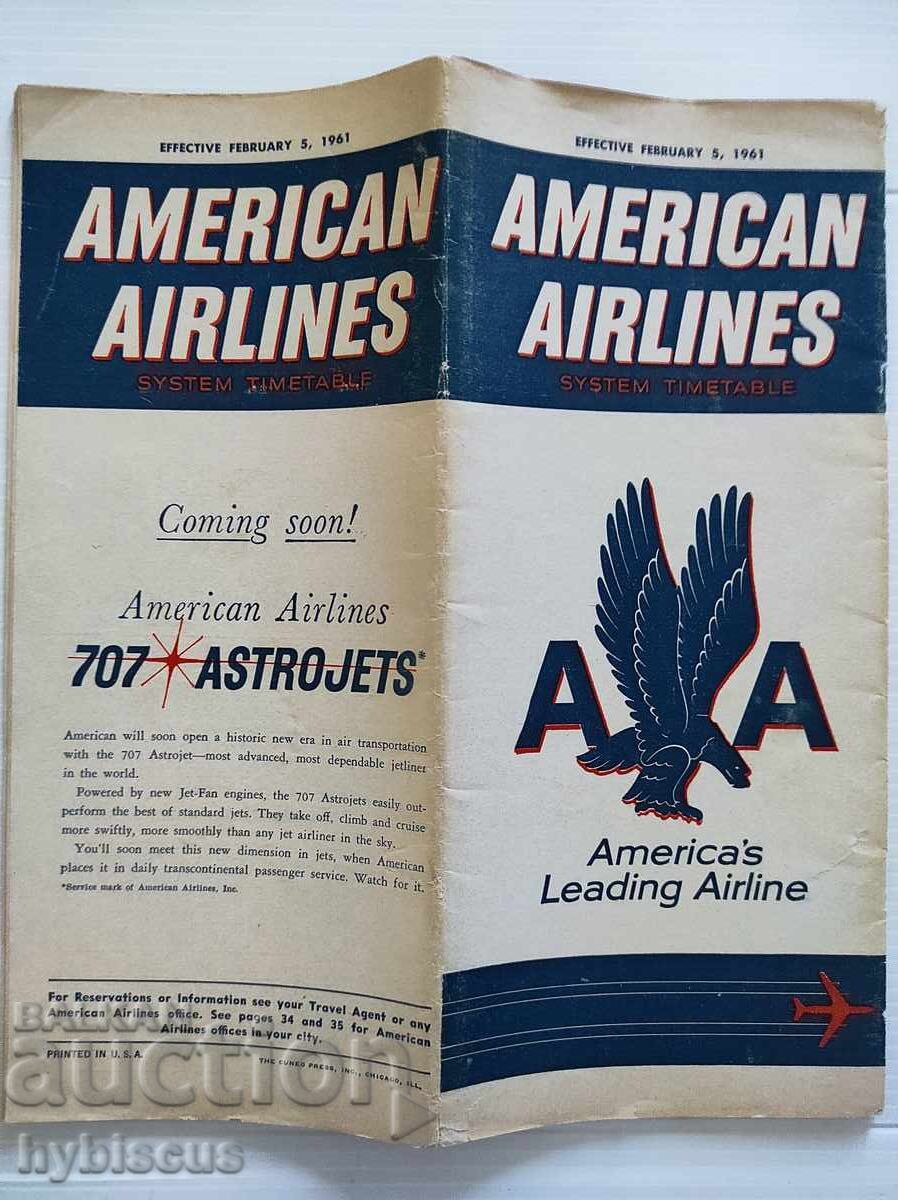 EFFECTIVE FEBRUARY 5, 1961
AMERICAN
AIRLINES
SYSTEM TIMETABLE
Coming soon!
American Airlines
707 ASTROJETS*
American will soon open a historic new era in air transportation
with the 707 Astrojet—most advanced, most dependable jetliner
in the world.
Powered by new Jet-Fan engines, the 707 Astrojets easily out-
perform the best of standard jets. They take off, climb and cruise
more swiftly, more smoothly than any jet airliner in the sky.
You'll soon meet this new dimension in jets, when American
places it in daily transcontinental passenger service. Watch for it.
*Service mark of American Airlines, Inc.
For Reservations or Information see your Travel Agent or any
American Airlines office. See pages 34 and 35 for American
Airlines offices in your city.
PRINTED IN U. S. A.
THE CUNEO PRESS, INC., CHICAGO, ILL.
EFFECTIVE FEBRUARY 5, 1961
AMERICAN
AIRLINES
SYSTEM TIMETABLE
A A
America's
Leading Airline
BALKAN
auction
hybiscus